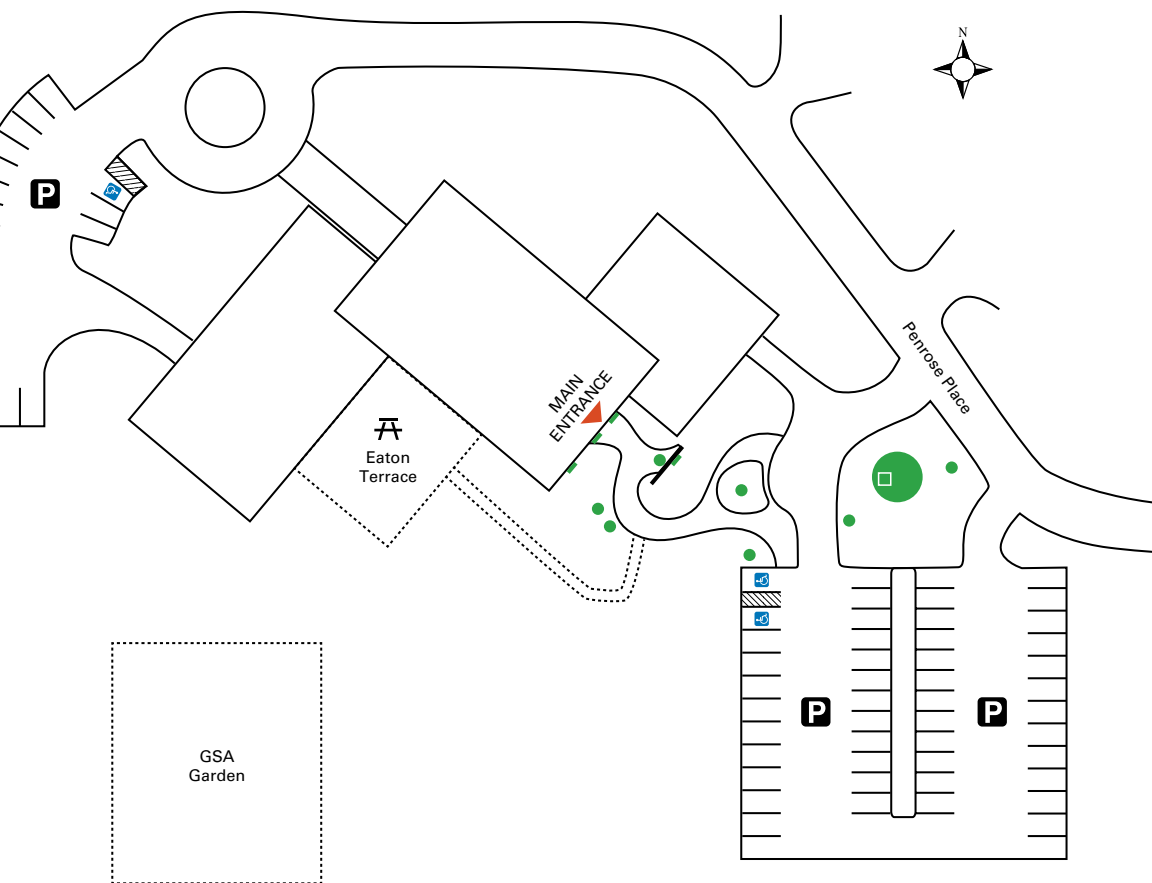 N
P
Penrose Place
MAIN
ENTRANCE
Eaton
Terrace
P
P
GSA
Garden